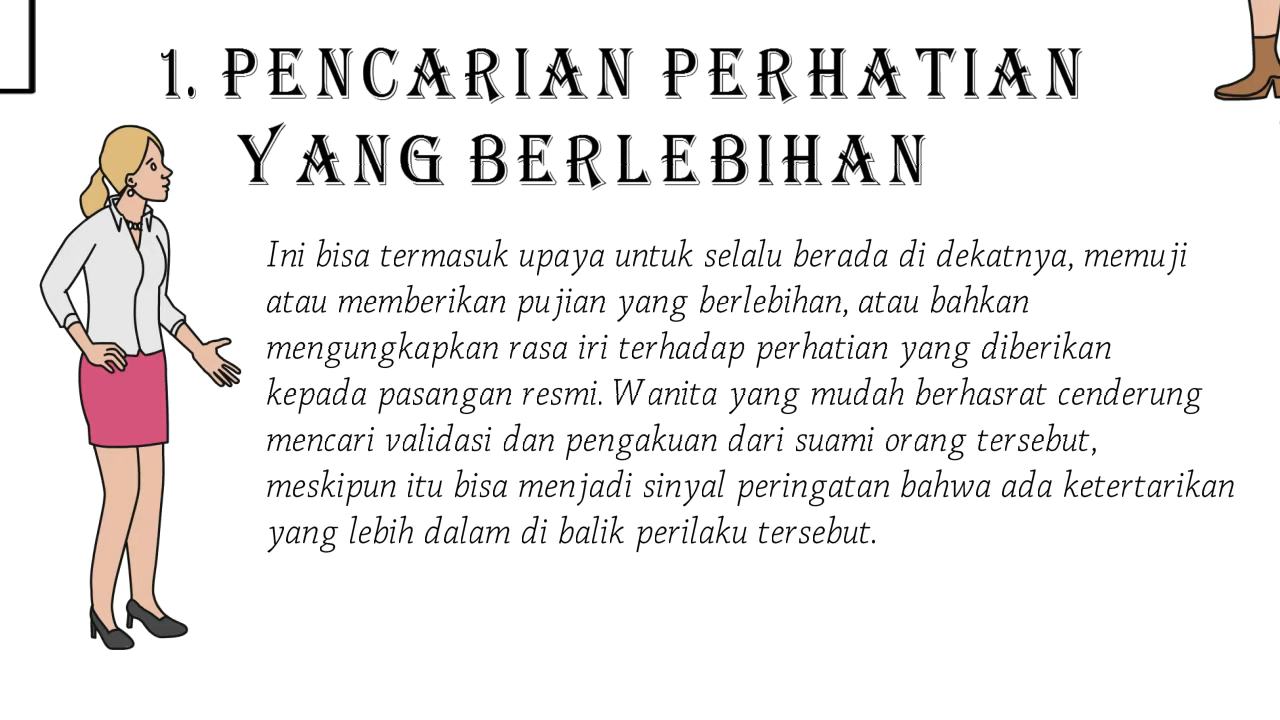 1. PENCARIAN PERHATIAN
YANG BERLEBIHAN
Ini bisa termasuk upaya untuk selalu berada di dekatnya, memuji
atau memberikan pujian yang berlebihan, atau bahkan
mengungkapkan rasa iri terhadap perhatian yang diberikan
kepada pasangan resmi. Wanita yang mudah berhasrat cenderung
mencari validasi dan pengakuan dari suami orang tersebut,
meskipun itu bisa menjadi sinyal peringatan bahwa ada ketertarikan
yang lebih dalam di balik perilaku tersebut.